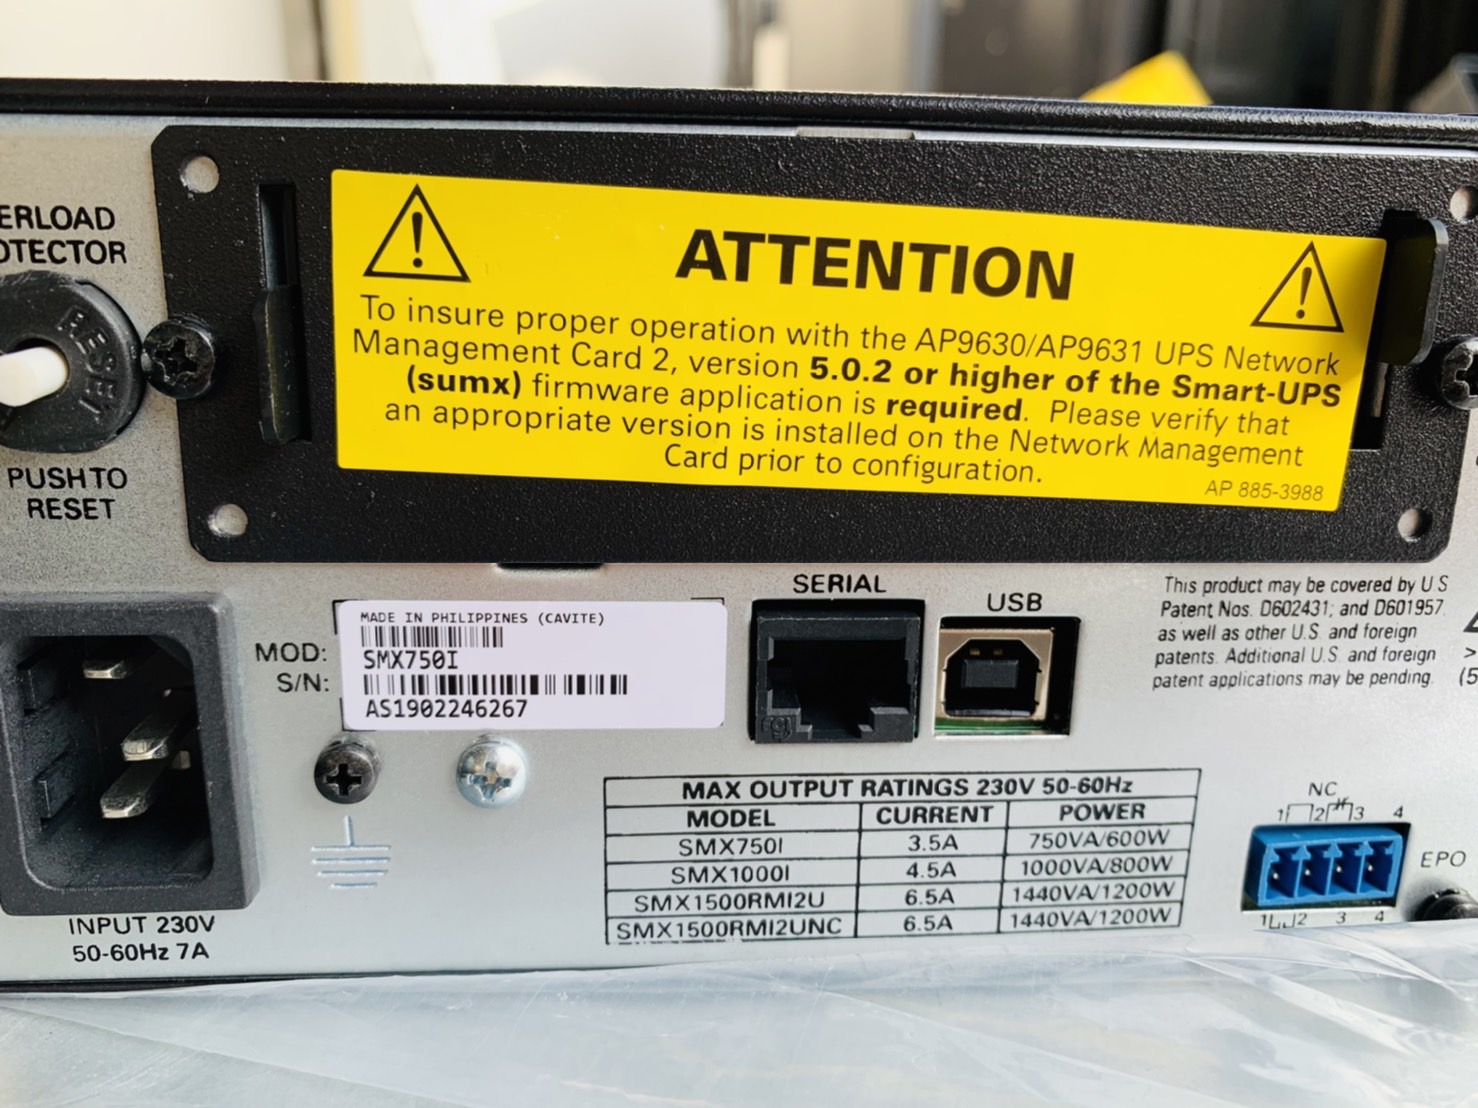 ERLOAD
OTECTOR
RESET
PUSH TO
RESET
ATTENTION
To insure proper operation with the AP9630/AP9631 UPS Network
Management Card 2, version 5.0.2 or higher of the Smart-UPS
(sumx) firmware application is required. Please verify that
an appropriate version is installed on the Network Management
Card prior to configuration.
AP 885-3988
MADE IN PHILIPPINES (CAVITE)
MOD: SMX750I
S/N: AS1902246267
SERIAL
USB
This product may be covered by U S
Patent Nos. D602431; and D601957.
as well as other U.S. and foreign
patents. Additional U.S. and foreign
patent applications may be pending.
>
(5
INPUT 230V
50-60Hz 7A
MAX OUTPUT RATINGS 230V 50-60Hz
MODEL CURRENT POWER
SMX750I 3.5A 750VA/600W
SMX1000I 4.5A 1000VA/800W
SMX1500RMI2U 6.5A 1440VA/1200W
SMX1500RMI2UNC 6.5A 1440VA/1200W
NC
1 2 3 4
EPO
1 2 3 4